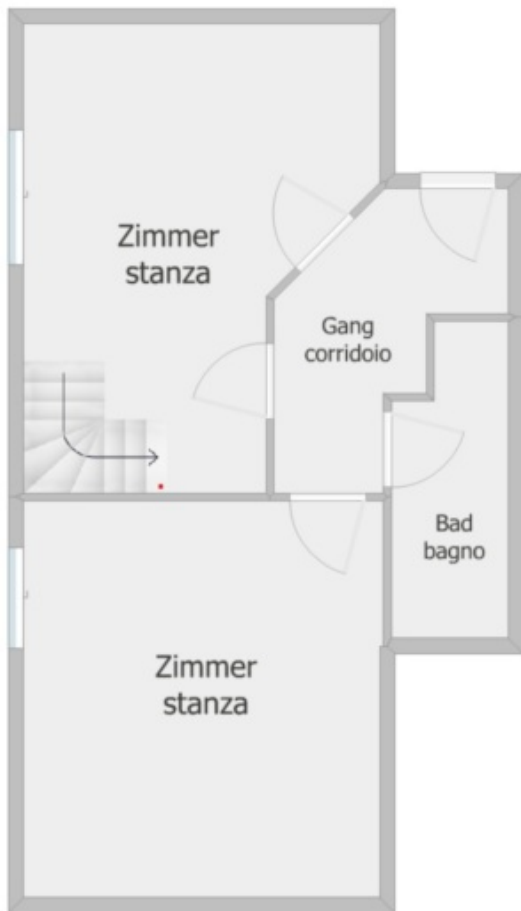 Zimmer
stanza
Gang
corridoio
Bad
bagno
Zimmer
stanza